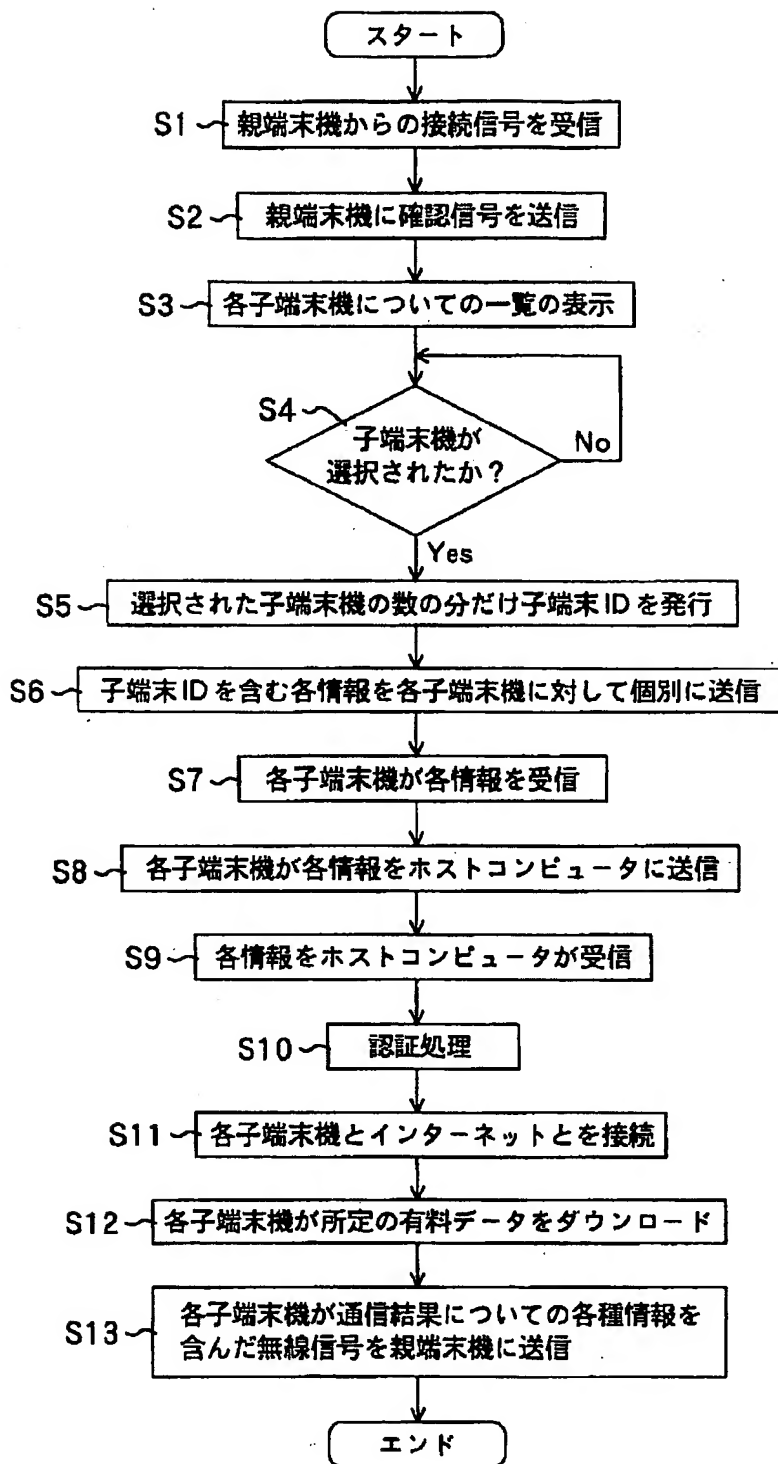 スタート
S1 親端末機からの接続信号を受信
S2 親端末機に確認信号を送信
S3 各子端末機についての一覧の表示
S4 子端末機が
選択されたか?
No
Yes
S5 選択された子端末機の数の分だけ子端末IDを発行
S6 子端末IDを含む各情報を各子端末機に対して個別に送信
S7 各子端末機が各情報を受信
S8 各子端末機が各情報をホストコンピュータに送信
S9 各情報をホストコンピュータが受信
S10 認証処理
S11 各子端末機とインターネットとを接続
S12 各子端末機が所定の有料データをダウンロード
S13 各子端末機が通信結果についての各種情報を
含んだ無線信号を親端末機に送信
エンド